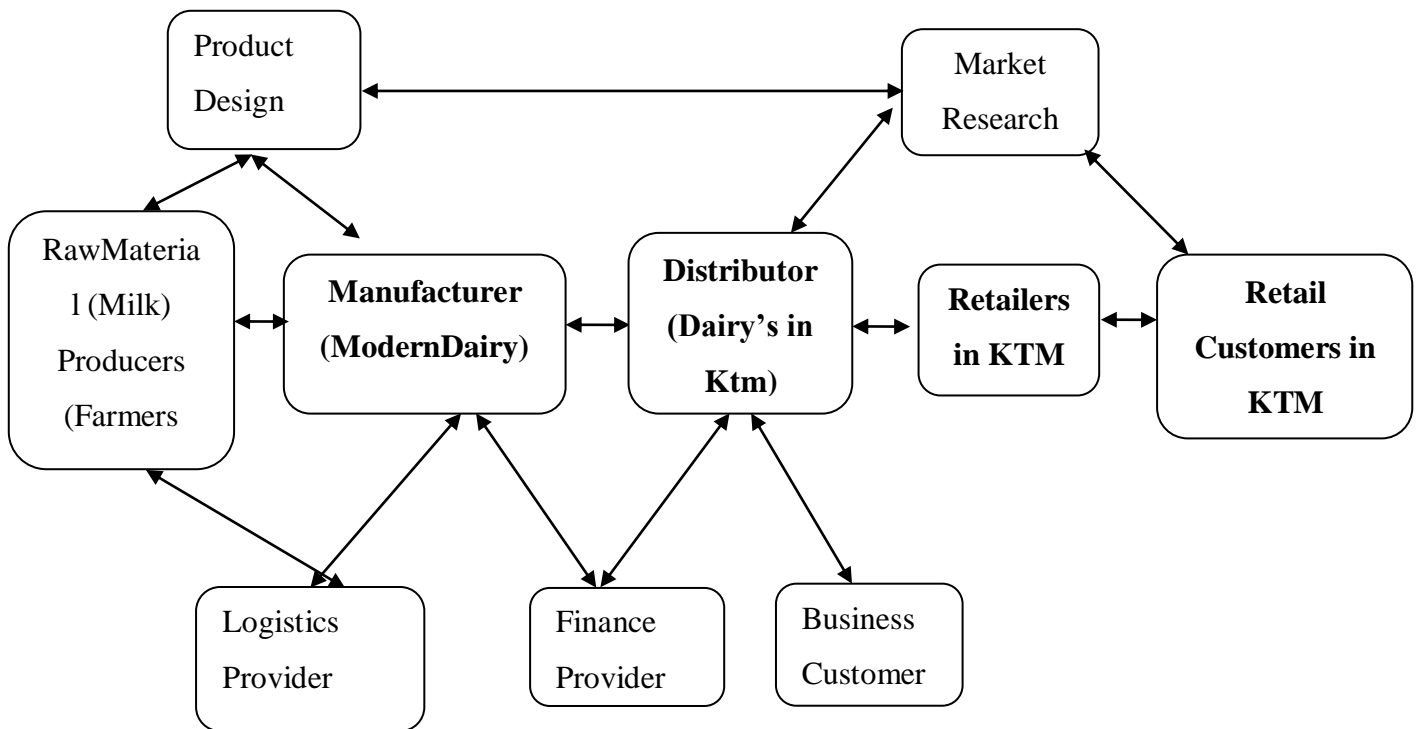 Product
Design
Market
Research
RawMateria
l (Milk)
Producers
(Farmers
Manufacturer
(ModernDairy)
Distributor
(Dairy’s in
Ktm)
Retailers
in KTM
Retail
Customers in
KTM
Logistics
Provider
Finance
Provider
Business
Customer